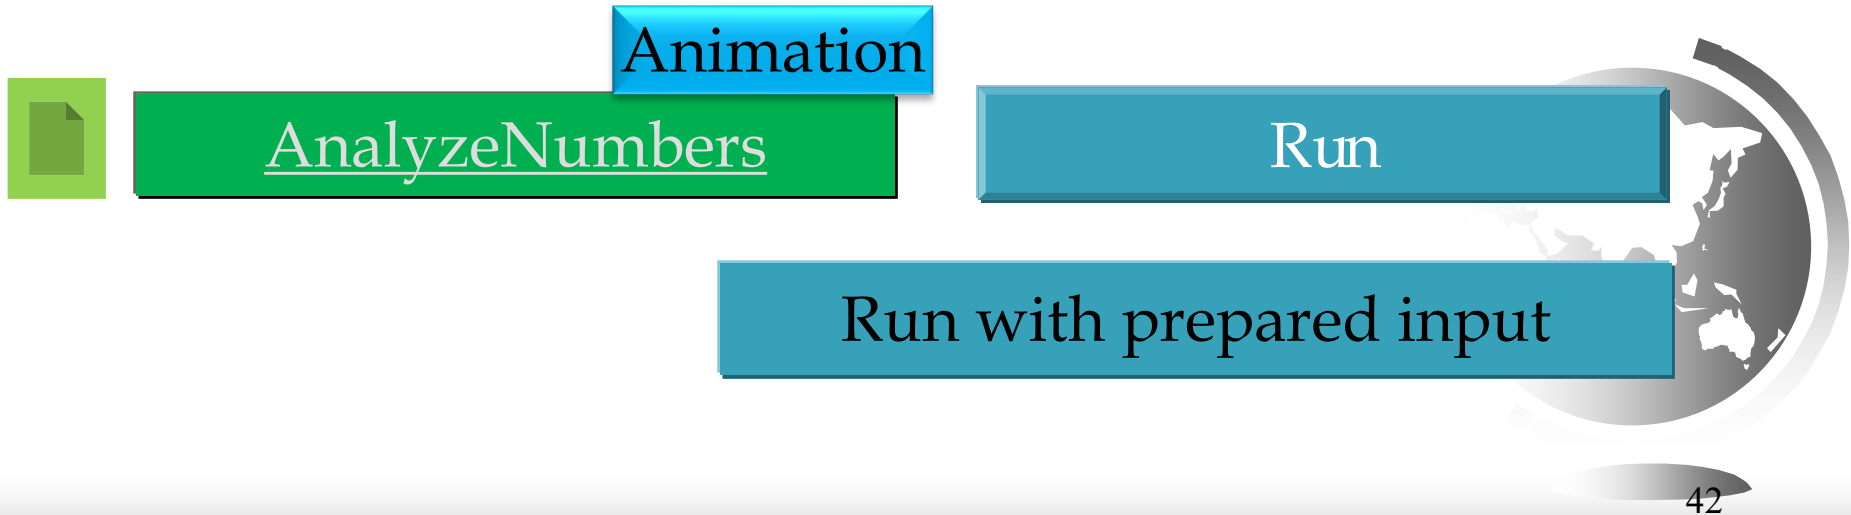 Animation
AnalyzeNumbers
Run
Run with prepared input
42